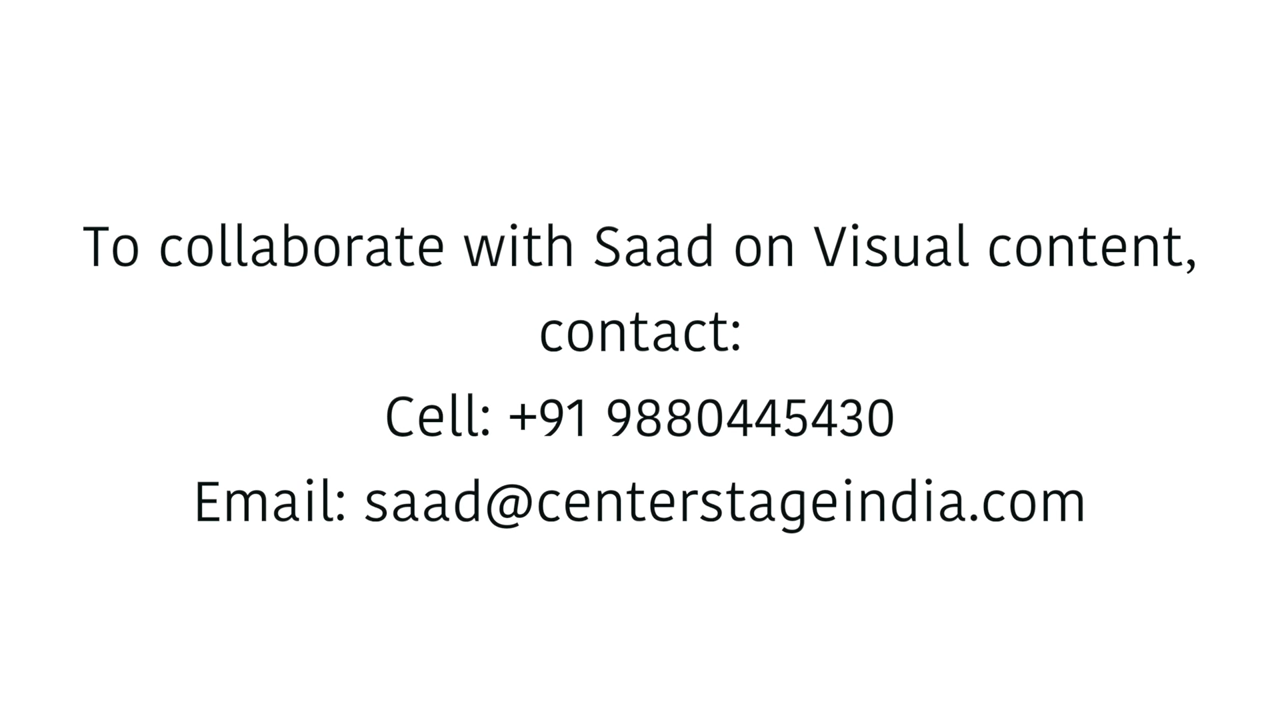 To collaborate with Saad on Visual content,
contact:
Cell: +91 9880445430
Email: saad@centerstageindia.com